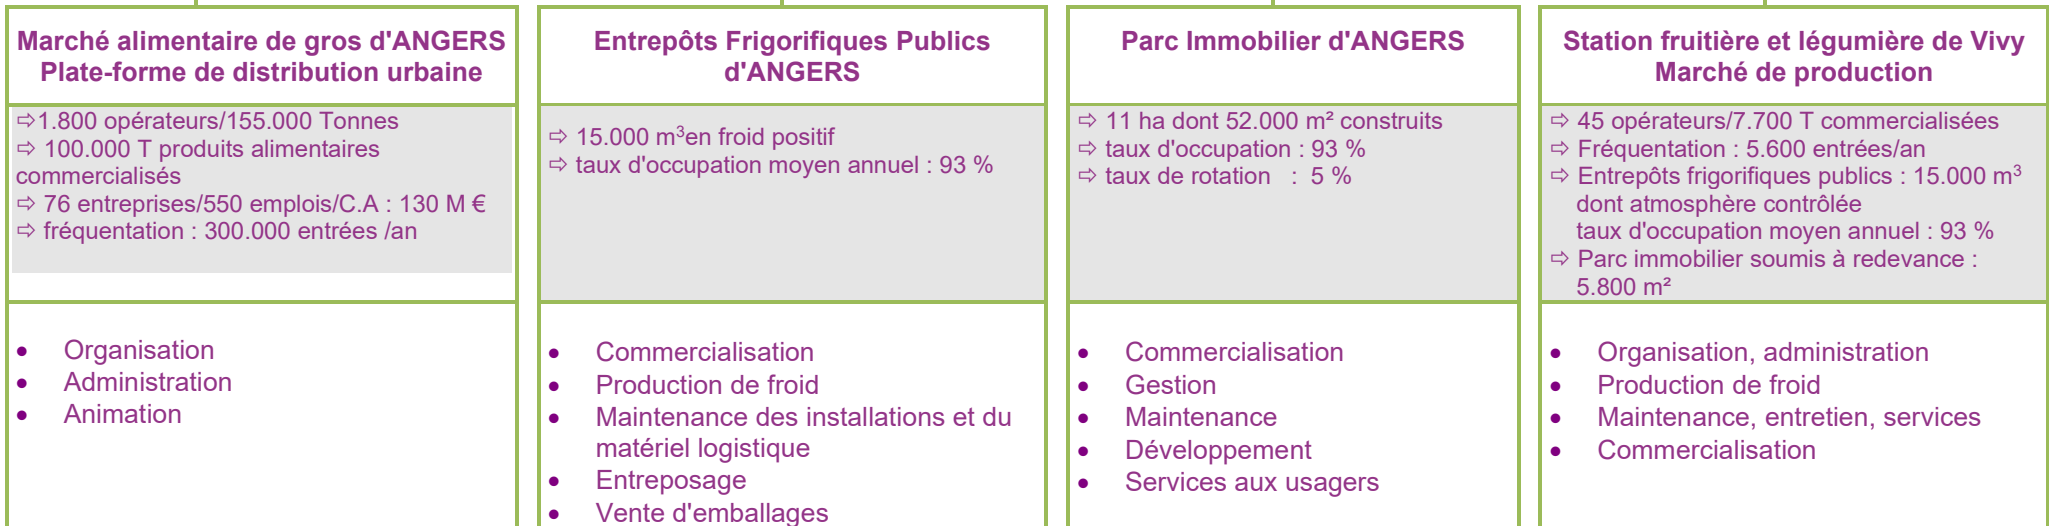 Marché alimentaire de gros d'ANGERS
Plate-forme de distribution urbaine
⇨1.800 opérateurs/155.000 Tonnes
⇨ 100.000 T produits alimentaires
commercialisés
⇨ 76 entreprises/550 emplois/C.A : 130 M €
⇨ fréquentation : 300.000 entrées /an
• Organisation
• Administration
• Animation
Entrepôts Frigorifiques Publics
d'ANGERS
⇨ 15.000 m³en froid positif
⇨ taux d'occupation moyen annuel : 93 %
• Commercialisation
• Production de froid
• Maintenance des installations et du
matériel logistique
• Entreposage
• Vente d'emballages
Parc Immobilier d'ANGERS
⇨ 11 ha dont 52.000 m² construits
⇨ taux d'occupation : 93 %
⇨ taux de rotation : 5 %
• Commercialisation
• Gestion
• Maintenance
• Développement
• Services aux usagers
Station fruitière et légumière de Vivy
Marché de production
⇨ 45 opérateurs/7.700 T commercialisées
⇨ Fréquentation : 5.600 entrées/an
⇨ Entrepôts frigorifiques publics : 15.000 m³
dont atmosphère contrôlée
taux d'occupation moyen annuel : 93 %
⇨ Parc immobilier soumis à redevance :
5.800 m²
• Organisation, administration
• Production de froid
• Maintenance, entretien, services
• Commercialisation